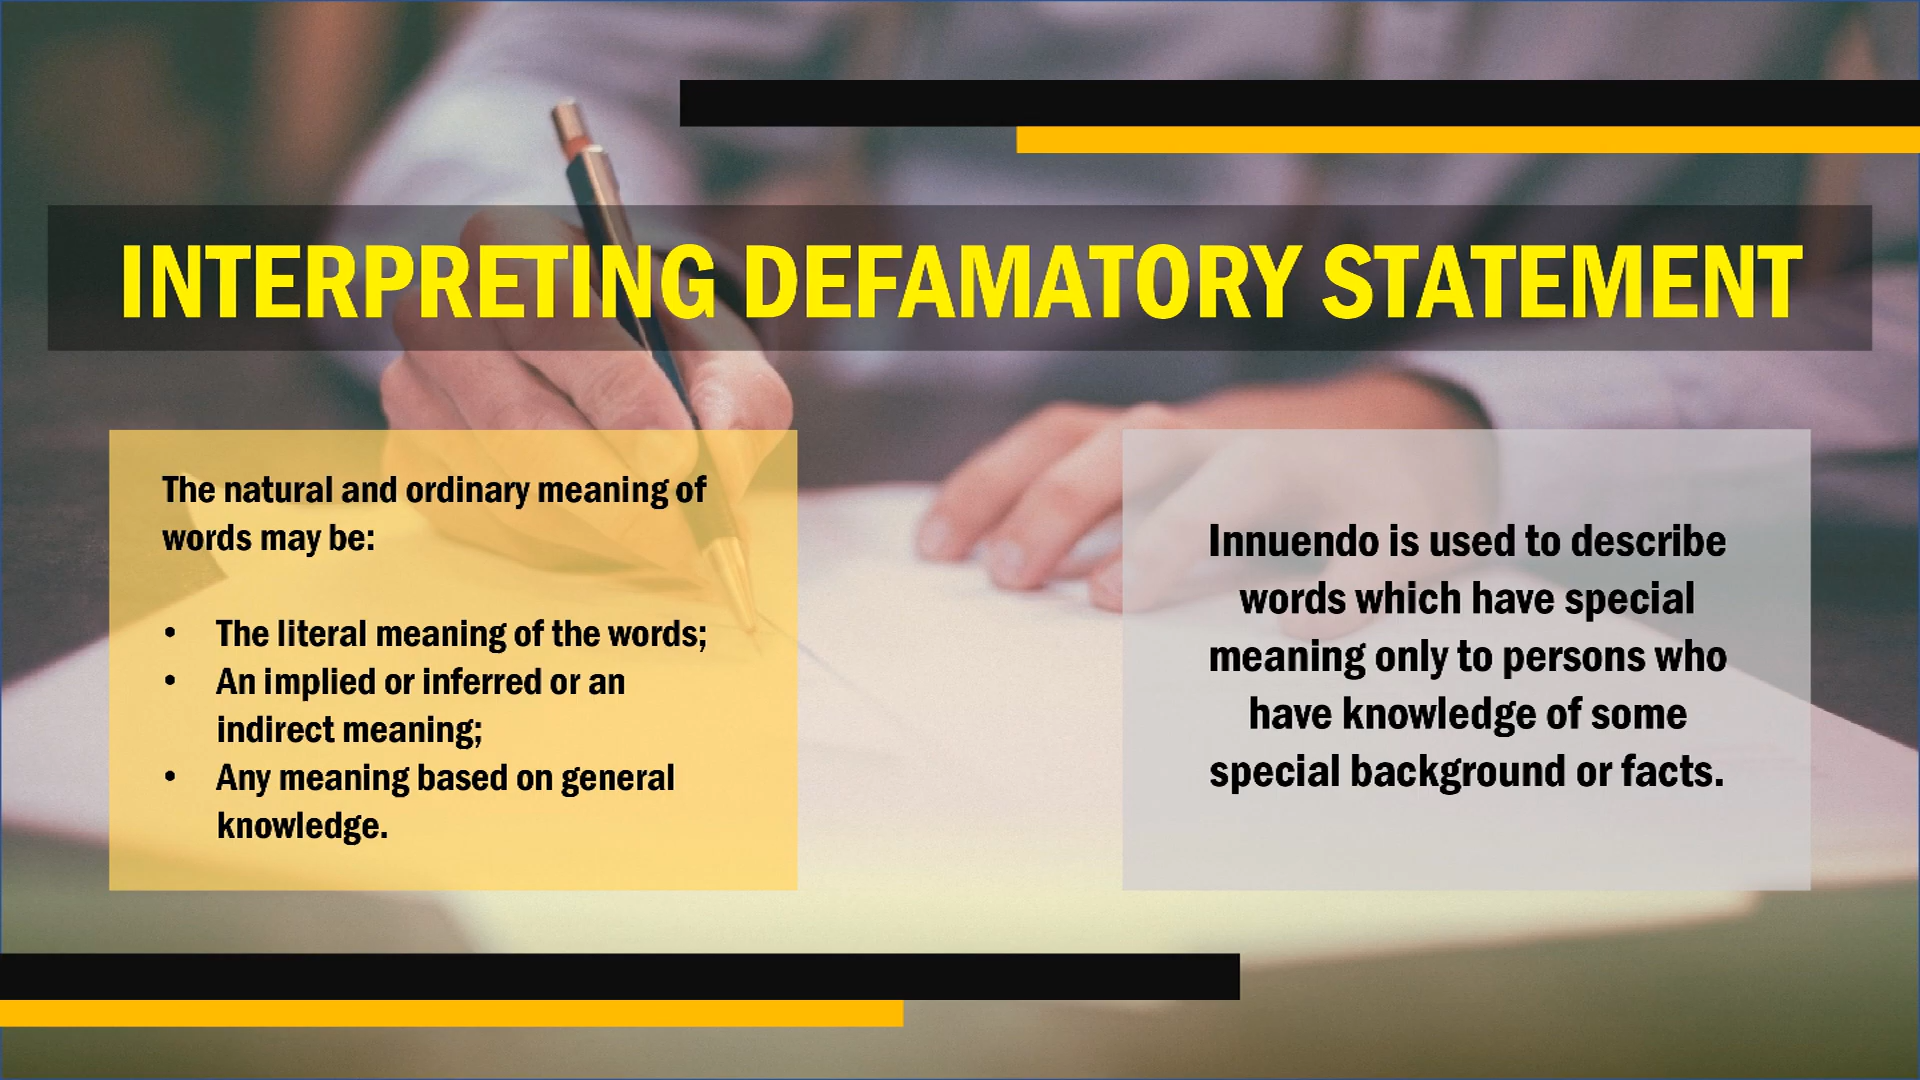 INTERPRETING DEFAMATORY STATEMENT
The natural and ordinary meaning of
words may be:
• The literal meaning of the words;
• An implied or inferred or an
indirect meaning;
• Any meaning based on general
knowledge.
Innuendo is used to describe
words which have special
meaning only to persons who
have knowledge of some
special background or facts.